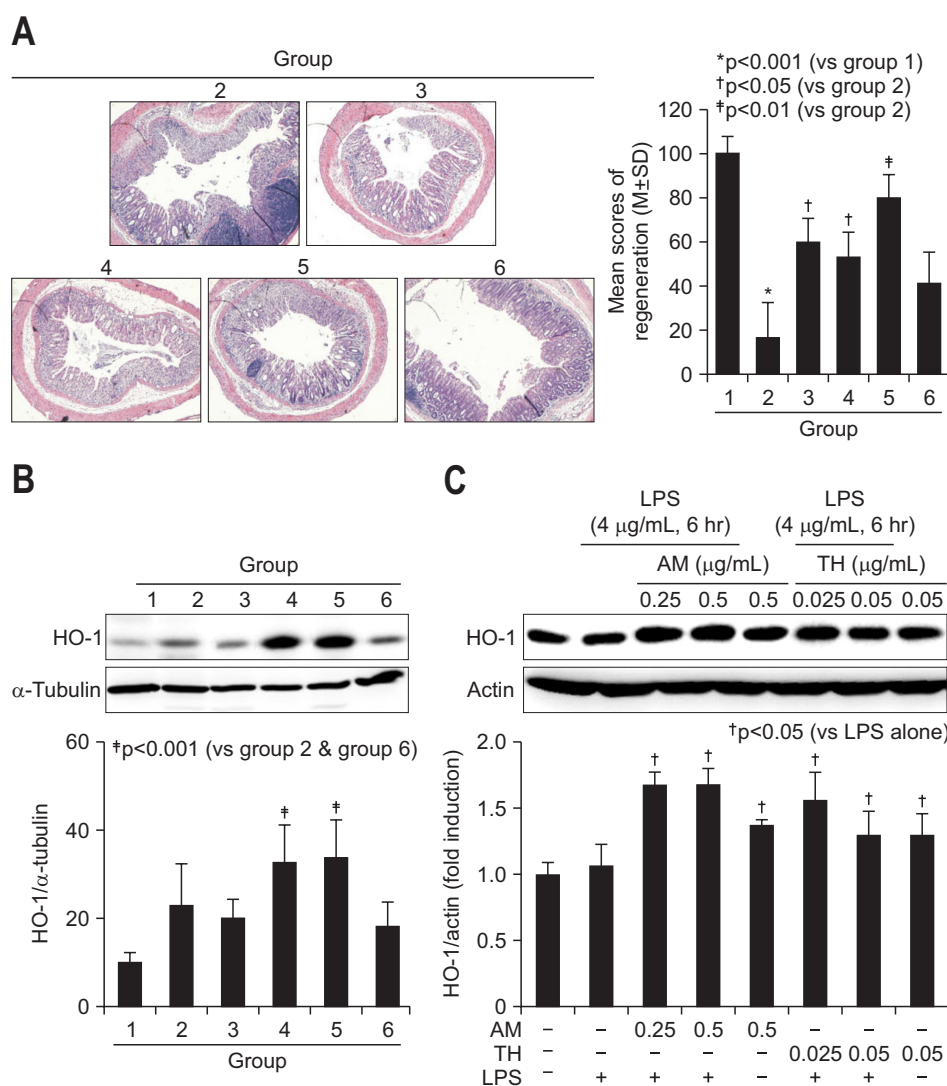 A
Group
2 3
4 5 6
*p<0.001 (vs group 1)
†p<0.05 (vs group 2)
‡p<0.01 (vs group 2)
Mean scores of
regeneration (M±SD)
120
100
80
60
40
20
0
*
†
†
‡
1 2 3 4 5 6
Group
B
Group
1 2 3 4 5 6
HO-1
α-Tubulin
‡p<0.001 (vs group 2 & group 6)
HO-1/α-tubulin
60
40
20
0
‡ ‡
1 2 3 4 5 6
Group
C
LPS LPS
(4 μg/mL, 6 hr) (4 μg/mL, 6 hr)
AM (μg/mL) TH (μg/mL)
0.25 0.5 0.5 0.025 0.05 0.05
HO-1
Actin
†p<0.05 (vs LPS alone)
HO-1/actin (fold induction)
2.0
1.5
1.0
0.5
0
† † † † † †
AM – – 0.25 0.5 0.5 – – –
TH – – – – – 0.025 0.05 0.05
LPS – + + + – + + –